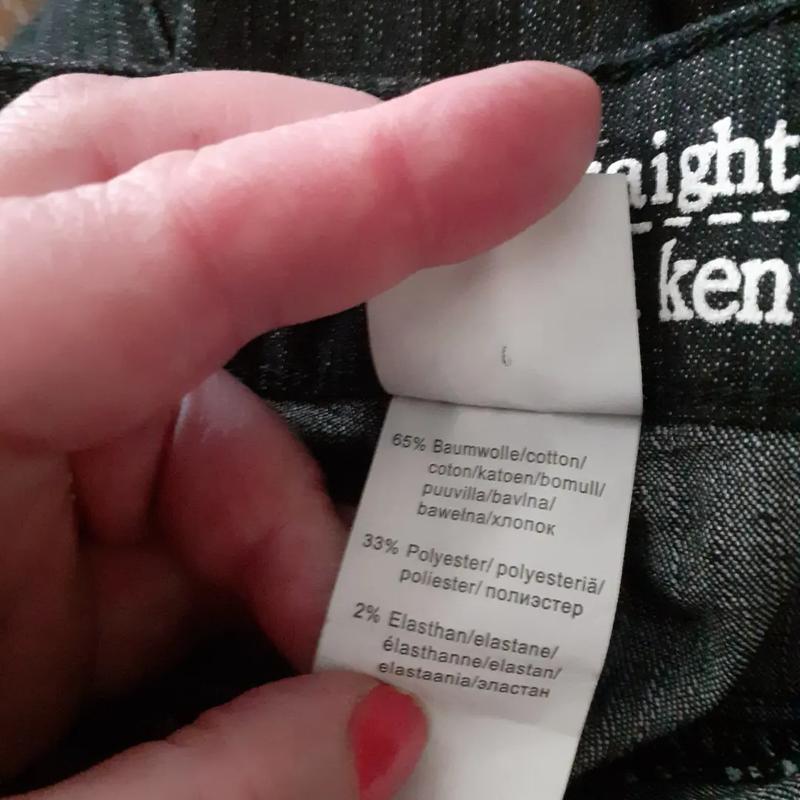 aight
ken
65% Baumwolle/cotton/
coton/katoen/bomull/
puuvilla/bavlna/
bawełna/хлопок
33% Polyester/ polyesteriä/
poliester/ полиэстер
2% Elasthan/elastane/
élasthanne/elastan/
elastaania/эластан